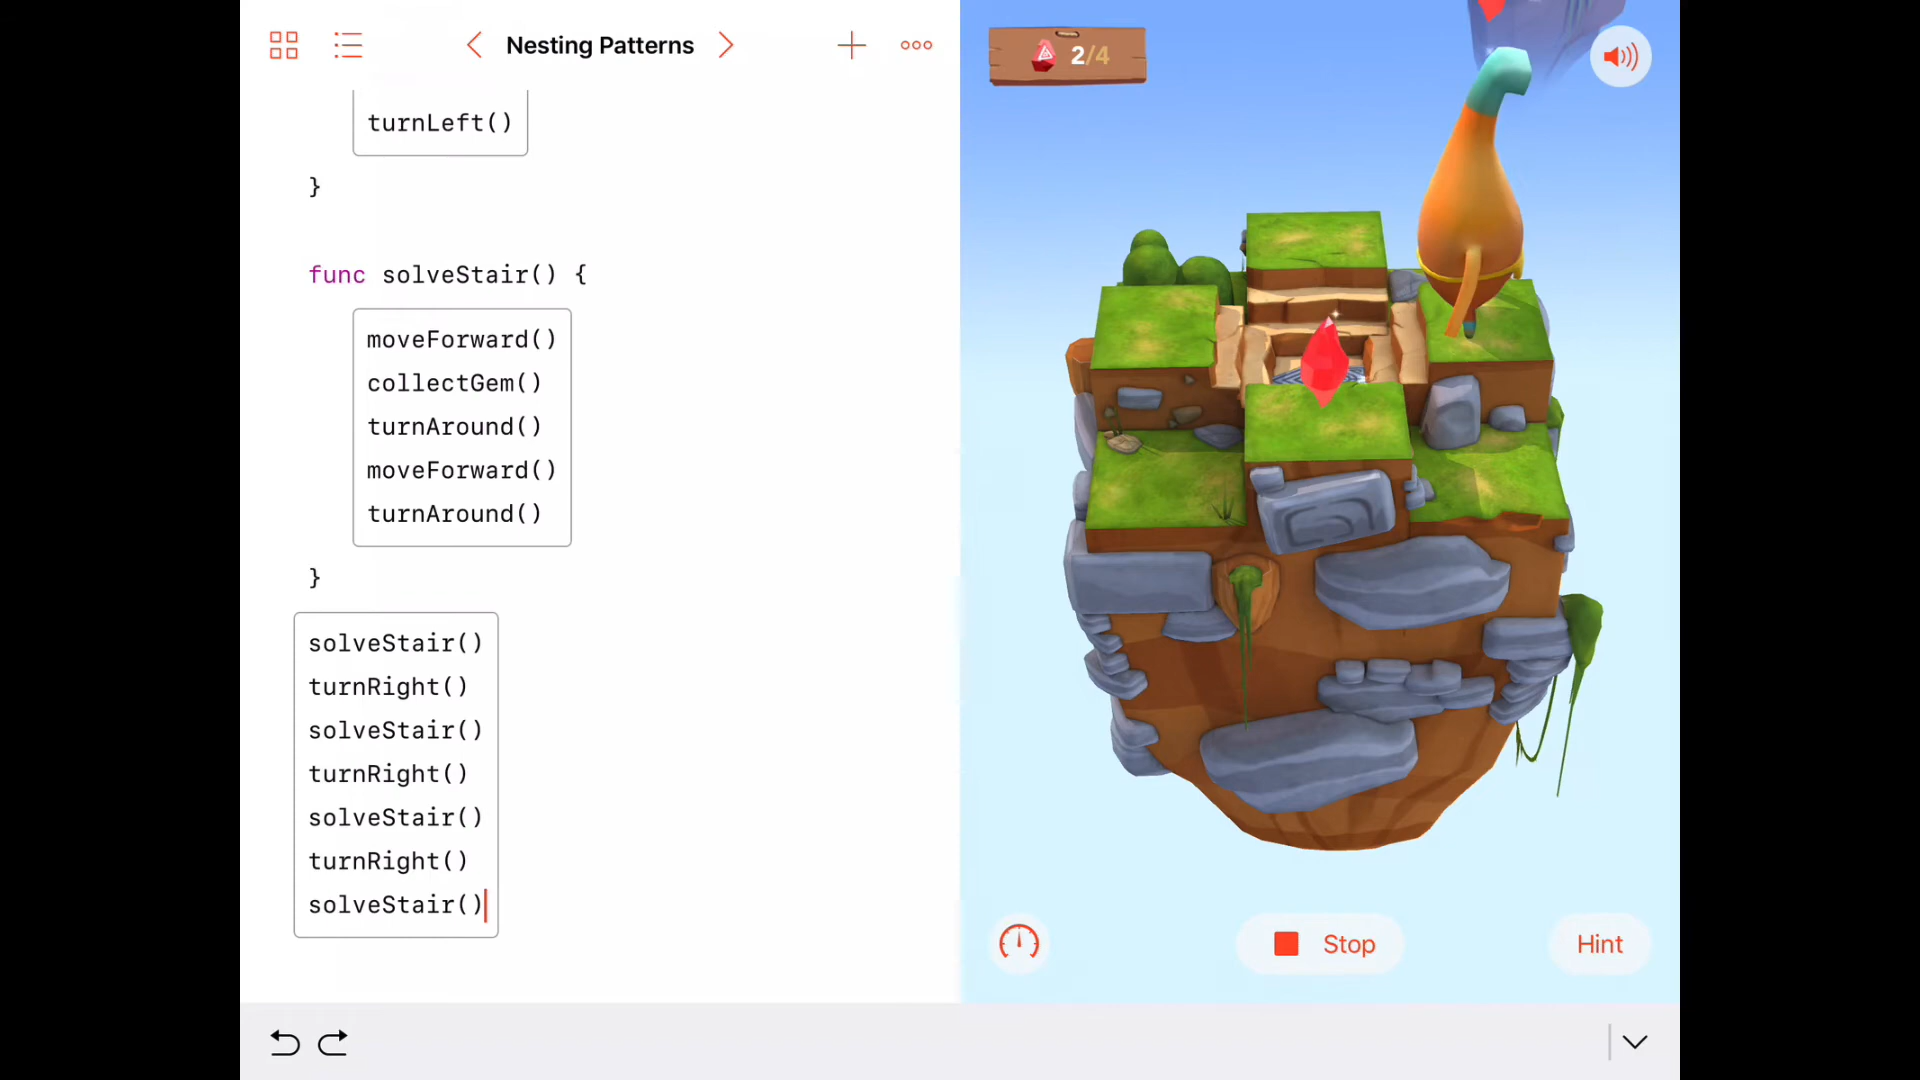 Nesting Patterns
turnLeft()
}
func solveStair() {
moveForward()
collectGem()
turnAround()
moveForward()
turnAround()
}
solveStair()
turnRight()
solveStair()
turnRight()
solveStair()
turnRight()
solveStair()
2/4
Stop
Hint